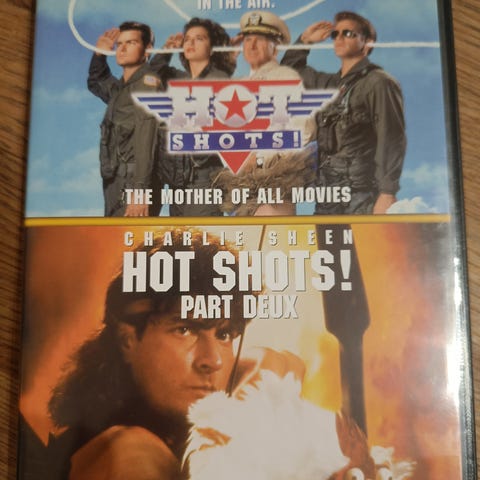 IN THE AIR.
HOT
SHOTS!
THE MOTHER OF ALL MOVIES
CHARLIE SHEEN
HOT SHOTS!
PART DEUX